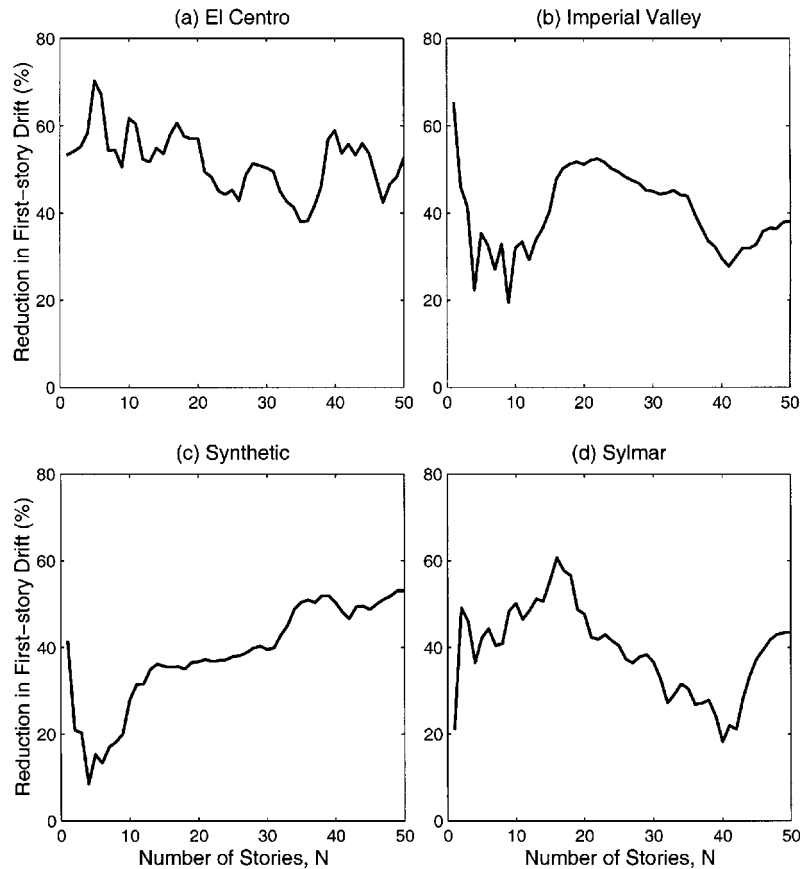 (a) El Centro
(b) Imperial Valley
80
60
40
20
0
Reduction in First-story Drift (%)
0 10 20 30 40 50
80
60
40
20
0
0 10 20 30 40 50
(c) Synthetic
(d) Sylmar
80
60
40
20
0
Reduction in First-story Drift (%)
0 10 20 30 40 50
Number of Stories, N
80
60
40
20
0
0 10 20 30 40 50
Number of Stories, N